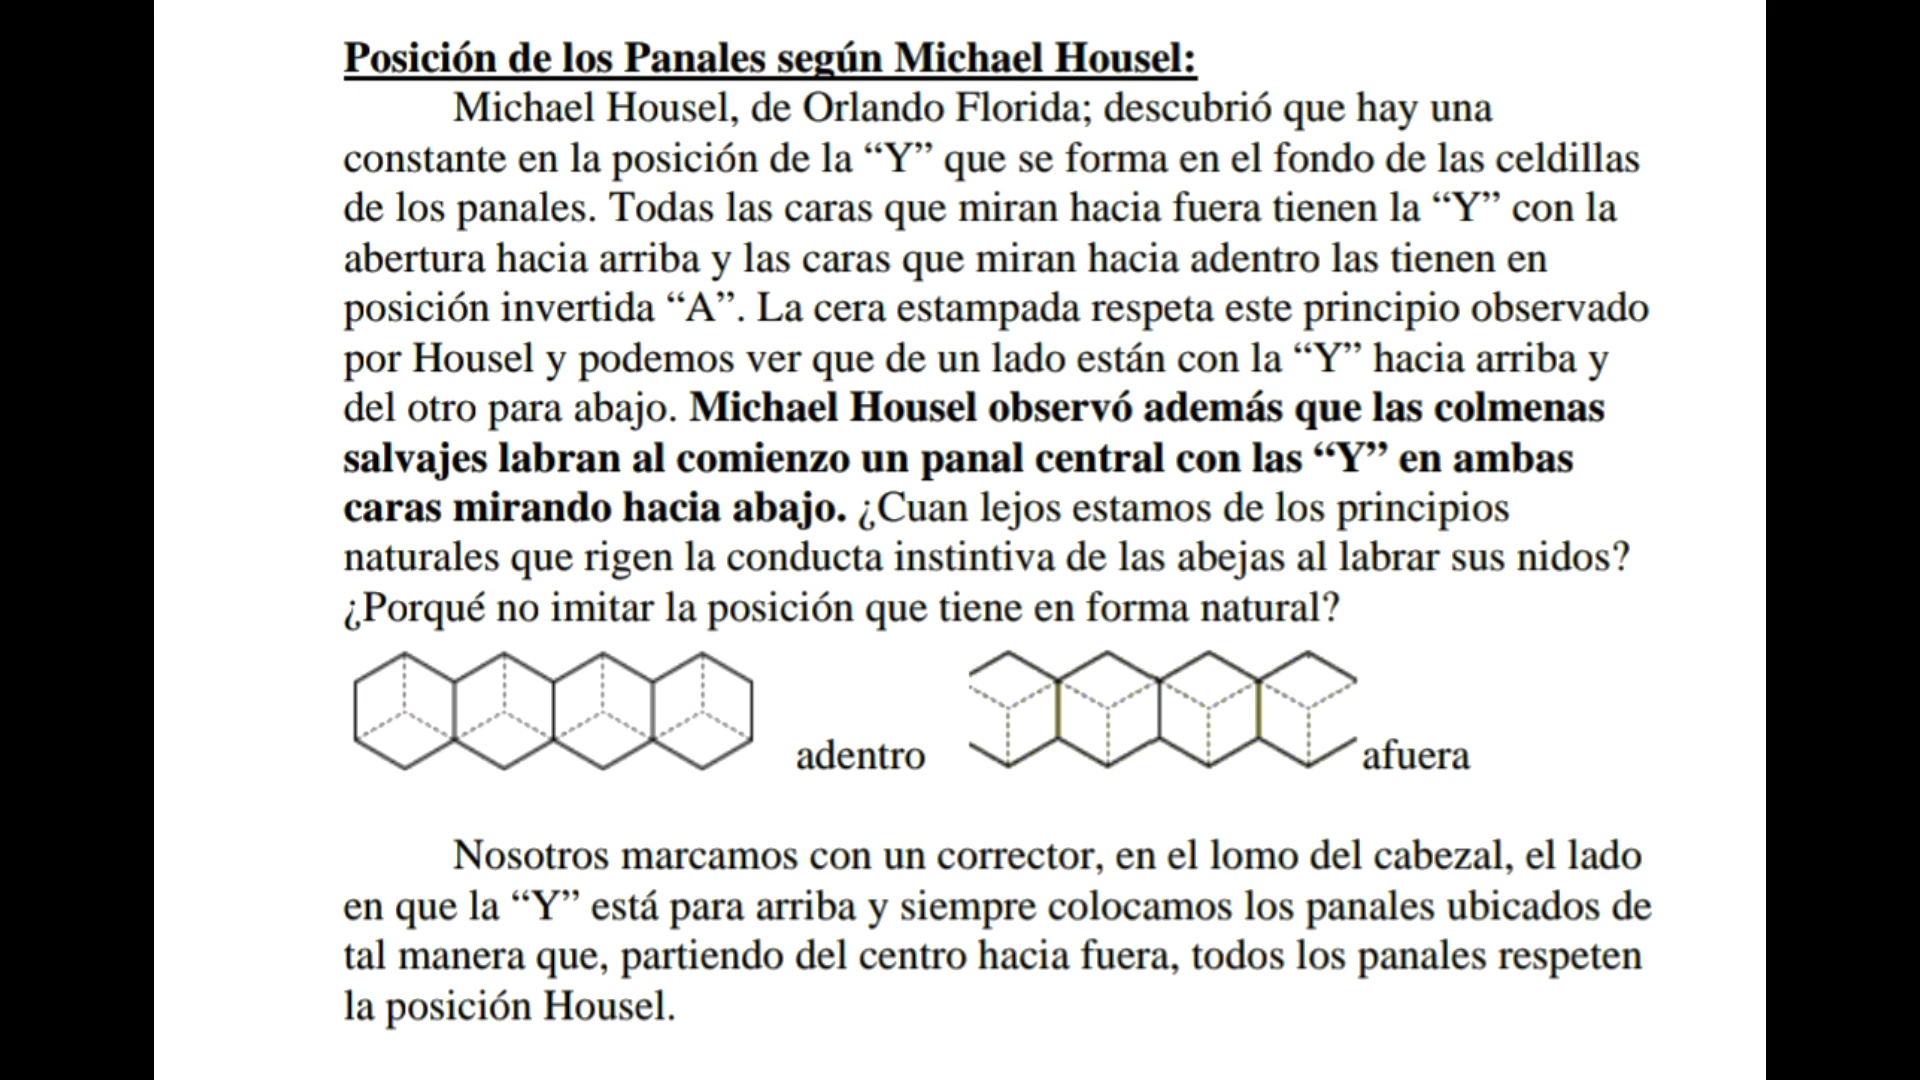 Posición de los Panales según Michael Housel:
Michael Housel, de Orlando Florida; descubrió que hay una
constante en la posición de la “Y” que se forma en el fondo de las celdillas
de los panales. Todas las caras que miran hacia fuera tienen la “Y” con la
abertura hacia arriba y las caras que miran hacia adentro las tienen en
posición invertida “A”. La cera estampada respeta este principio observado
por Housel y podemos ver que de un lado están con la “Y” hacia arriba y
del otro para abajo. Michael Housel observó además que las colmenas
salvajes labran al comienzo un panal central con las “Y” en ambas
caras mirando hacia abajo. ¿Cuan lejos estamos de los principios
naturales que rigen la conducta instintiva de las abejas al labrar sus nidos?
¿Porqué no imitar la posición que tiene en forma natural?
adentro afuera
Nosotros marcamos con un corrector, en el lomo del cabezal, el lado
en que la “Y” está para arriba y siempre colocamos los panales ubicados de
tal manera que, partiendo del centro hacia fuera, todos los panales respeten
la posición Housel.